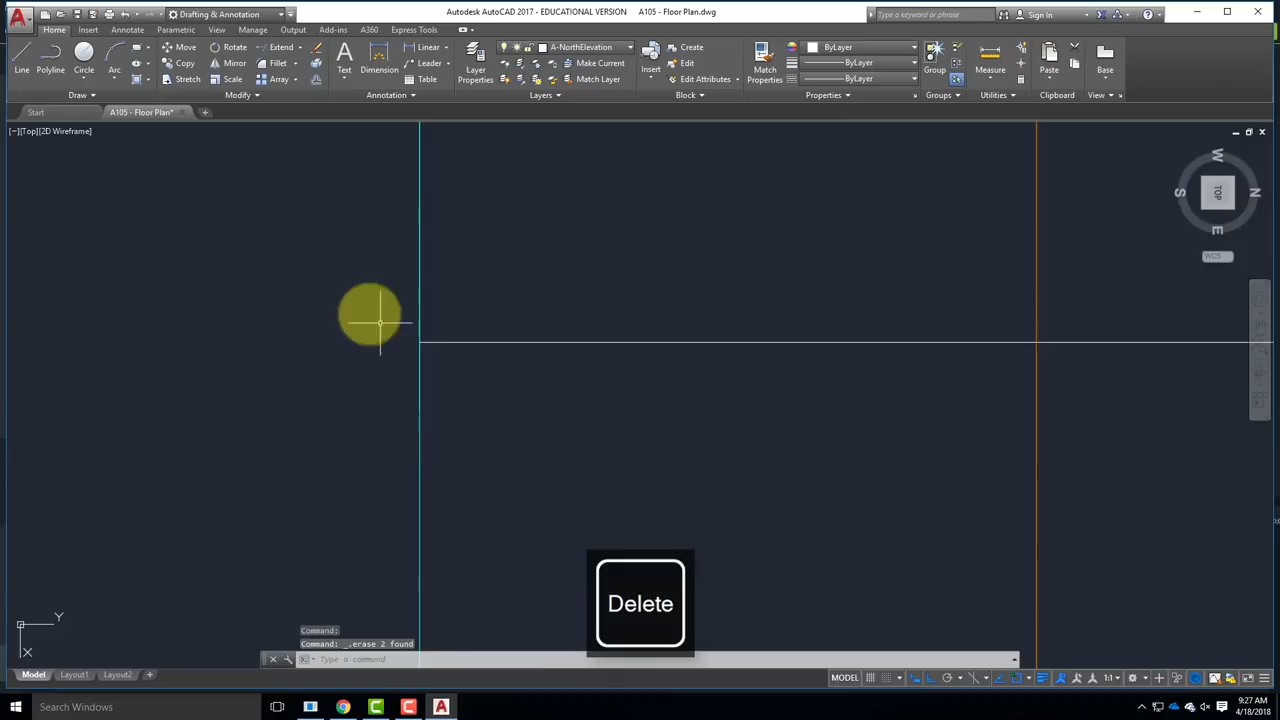 Autodesk AutoCAD 2017 - EDUCATIONAL VERSION A105 - Floor Plan.dwg
Drafting & Annotation
Type a keyword or phrase
Sign In
Home Insert Annotate Parametric View Manage Output Add-ins A360 Express Tools
Line Polyline Circle Arc
Move Rotate Extend
Copy Mirror Fillet
Stretch Scale Array
Text Dimension
Linear
Leader
Table
Layer Properties
A-NorthElevation
Make Current
Match Layer
Insert
Create
Edit
Edit Attributes
Match Properties
ByLayer
ByLayer
ByLayer
Group
Measure
Paste
Base
Draw Modify Annotation Layers Block Properties Groups Utilities Clipboard View
Start A105 - Floor Plan*
[−][Top][2D Wireframe]
W
S TOP N
E
WCS
Delete
Y
X
Command:
Command: _.erase 2 found
Type a command
Model Layout1 Layout2
MODEL 1:1
Search Windows
9:27 AM
4/18/2018